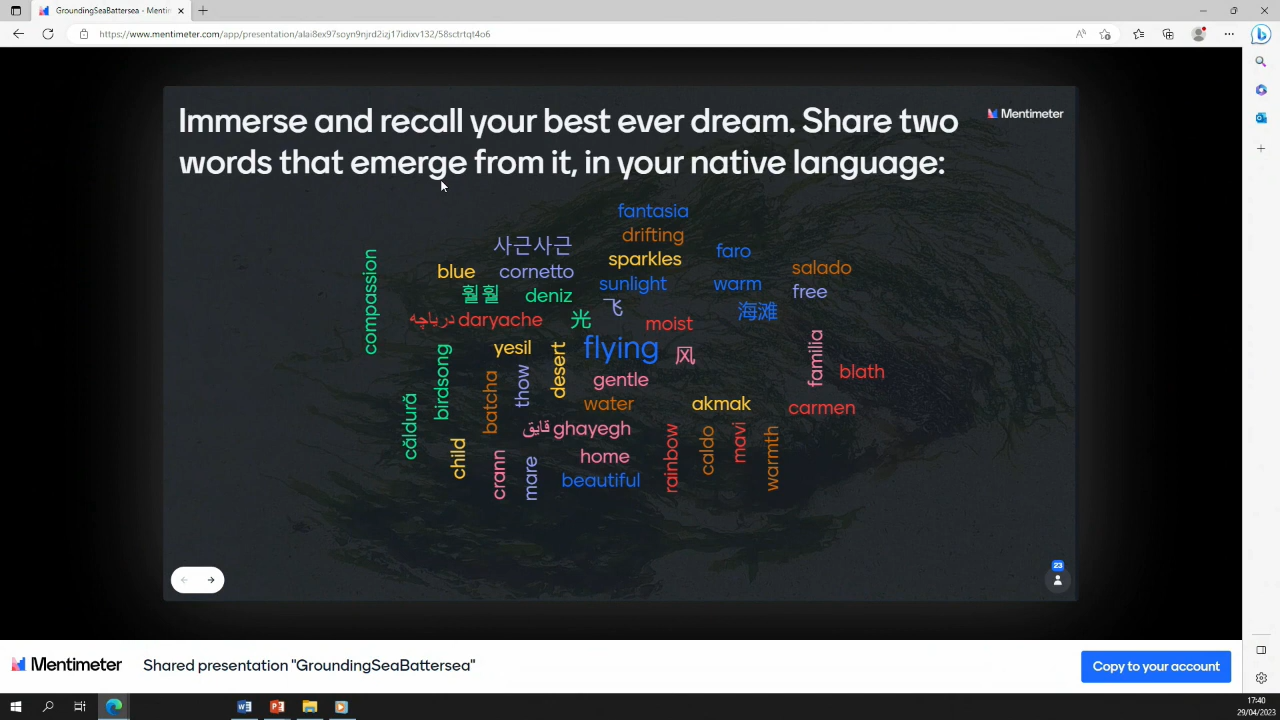 GroundingSeaBattersea - Mentin
https://www.mentimeter.com/app/presentation/alai8ex97soyn9njrd2izj17idixv132/58sctrtqt4o6
Immerse and recall your best ever dream. Share two
words that emerge from it, in your native language:
Mentimeter
fantasia
drifting
사근사근
sparkles
faro
compassion
blue
cornetto
salado
sunlight
warm
free
훨훨
deniz
飞
海滩
دریاچه daryache
光
moist
yesil
desert
flying
风
familia
birdsong
batcha
thow
gentle
blath
căldură
water
akmak
carmen
قایق ghayegh
child
crann
mare
home
rainbow
caldo
mavi
warmth
beautiful
23
Mentimeter
Shared presentation "GroundingSeaBattersea"
Copy to your account
17:40
29/04/2023